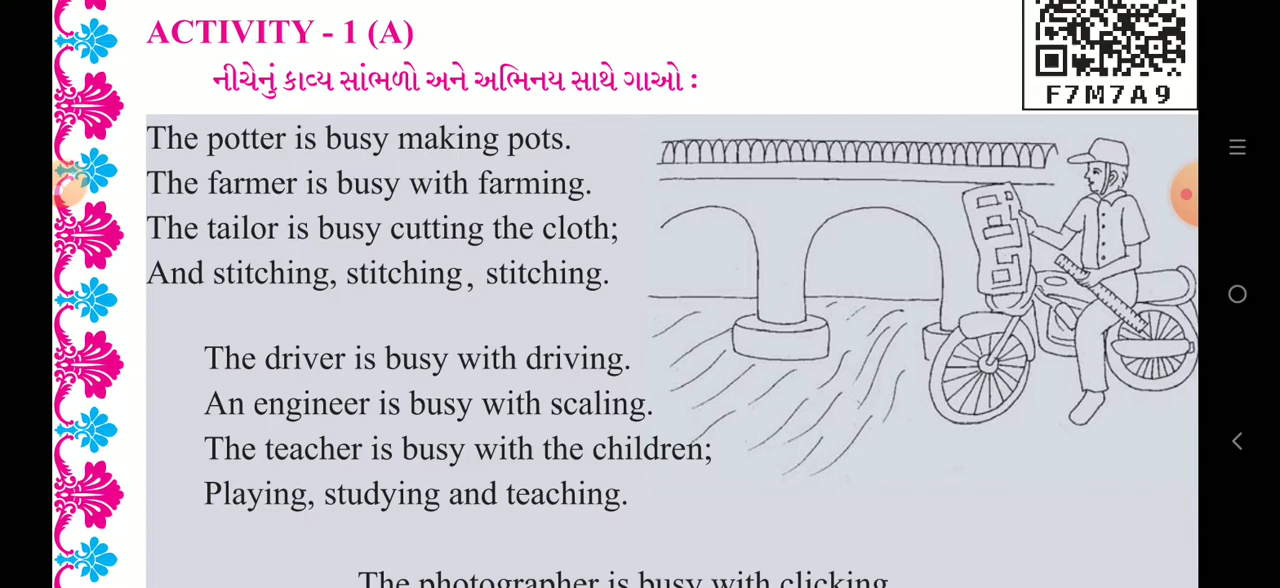 ACTIVITY - 1 (A)
નીચેનું કાવ્ય સાંભળો અને અભિનય સાથે ગાઓ :
F7M7A9
The potter is busy making pots.
The farmer is busy with farming.
The tailor is busy cutting the cloth;
And stitching, stitching, stitching.
The driver is busy with driving.
An engineer is busy with scaling.
The teacher is busy with the children;
Playing, studying and teaching.
The photographer is busy with clicking